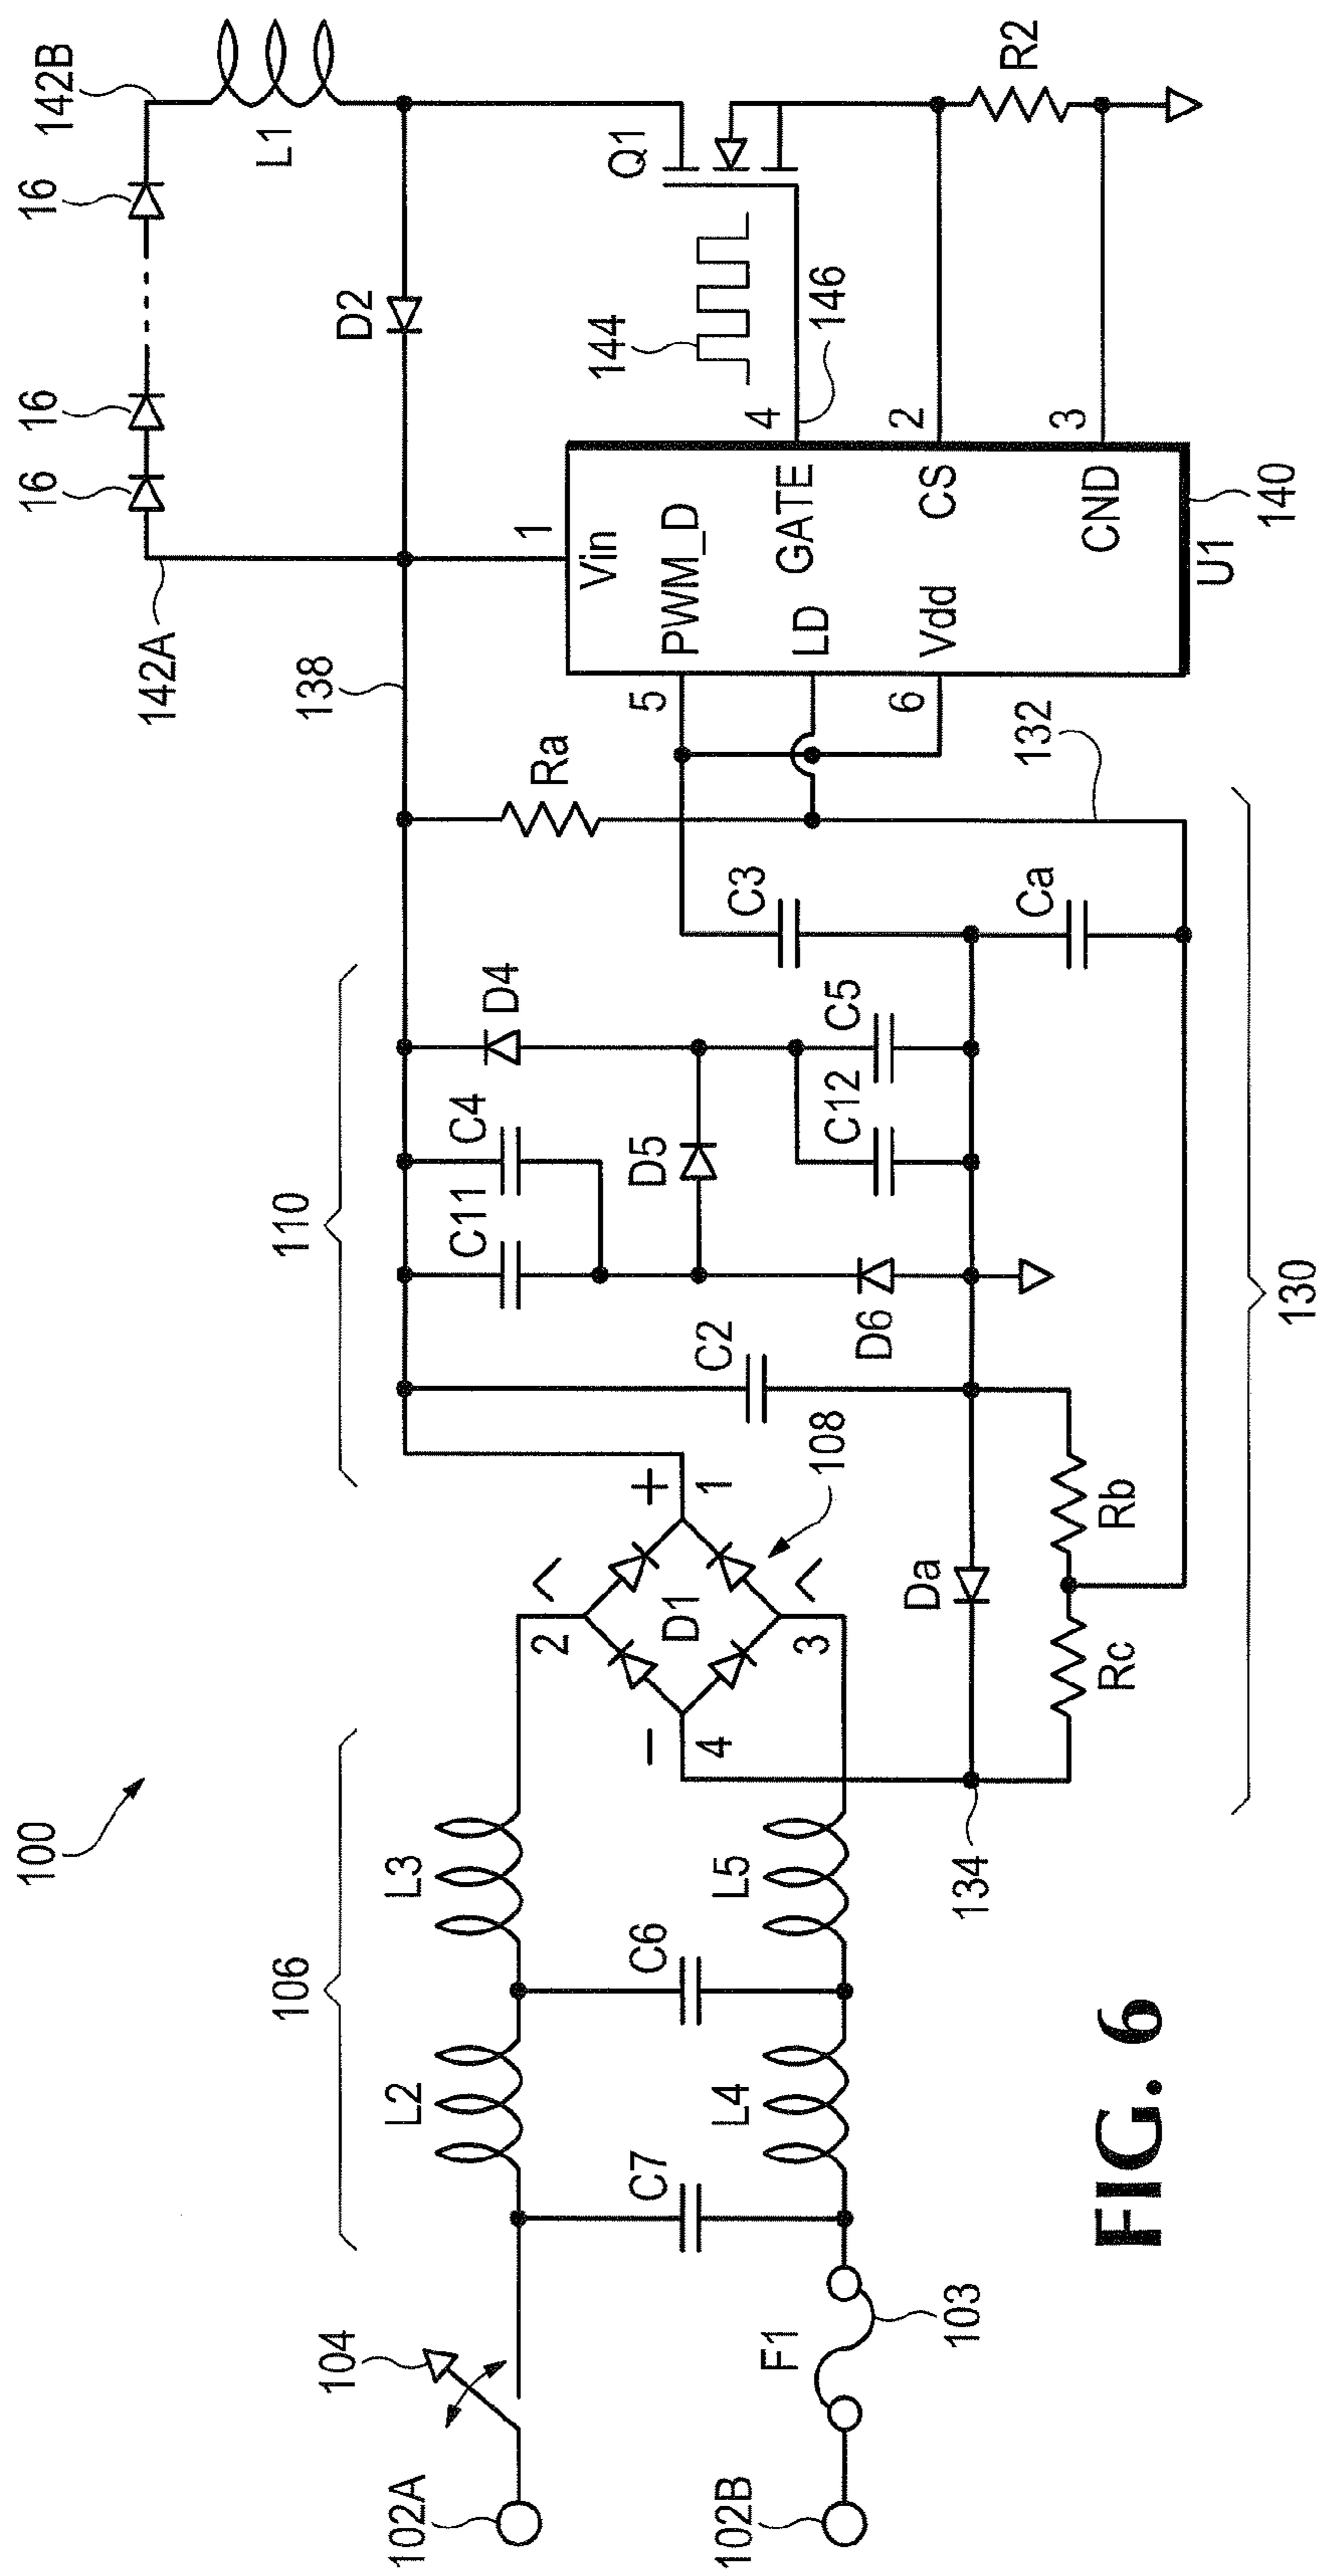 100
106
110
142A
142B
16
16
16
L1
138
D2
104
102A
L2
L3
C11
C4
D4
Ra
1
Vin
144
Q1
C7
C6
2
D1
+
1
C2
D5
C3
5
PWM_D
4
GATE
146
−
4
L4
L5
3
108
D6
C12
C5
LD
6
Vdd
2
CS
R2
F1
102B
103
134
Da
Ca
132
3
CND
Rc
Rb
U1
140
130
FIG. 6